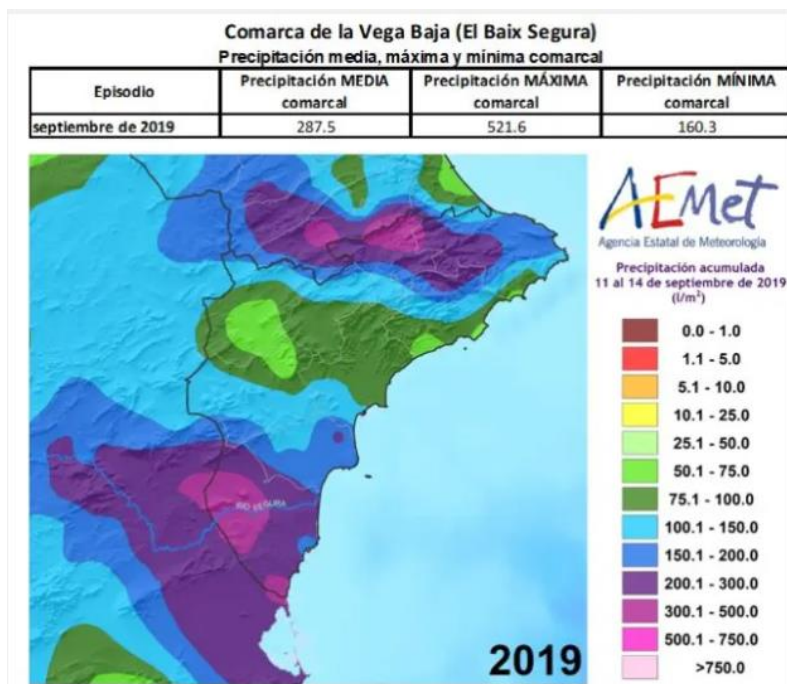 Comarca de la Vega Baja (El Baix Segura)
Precipitación media, máxima y mínima comarcal
Episodio
Precipitación MEDIA comarcal
Precipitación MÁXIMA comarcal
Precipitación MÍNIMA comarcal
septiembre de 2019 287.5 521.6 160.3
AEMet
Agencia Estatal de Meteorología
Precipitación acumulada
11 al 14 de septiembre de 2019
(l/m²)
0.0 - 1.0
1.1 - 5.0
5.1 - 10.0
10.1 - 25.0
25.1 - 50.0
50.1 - 75.0
75.1 - 100.0
100.1 - 150.0
150.1 - 200.0
200.1 - 300.0
300.1 - 500.0
500.1 - 750.0
>750.0
RIO SEGURA
2019